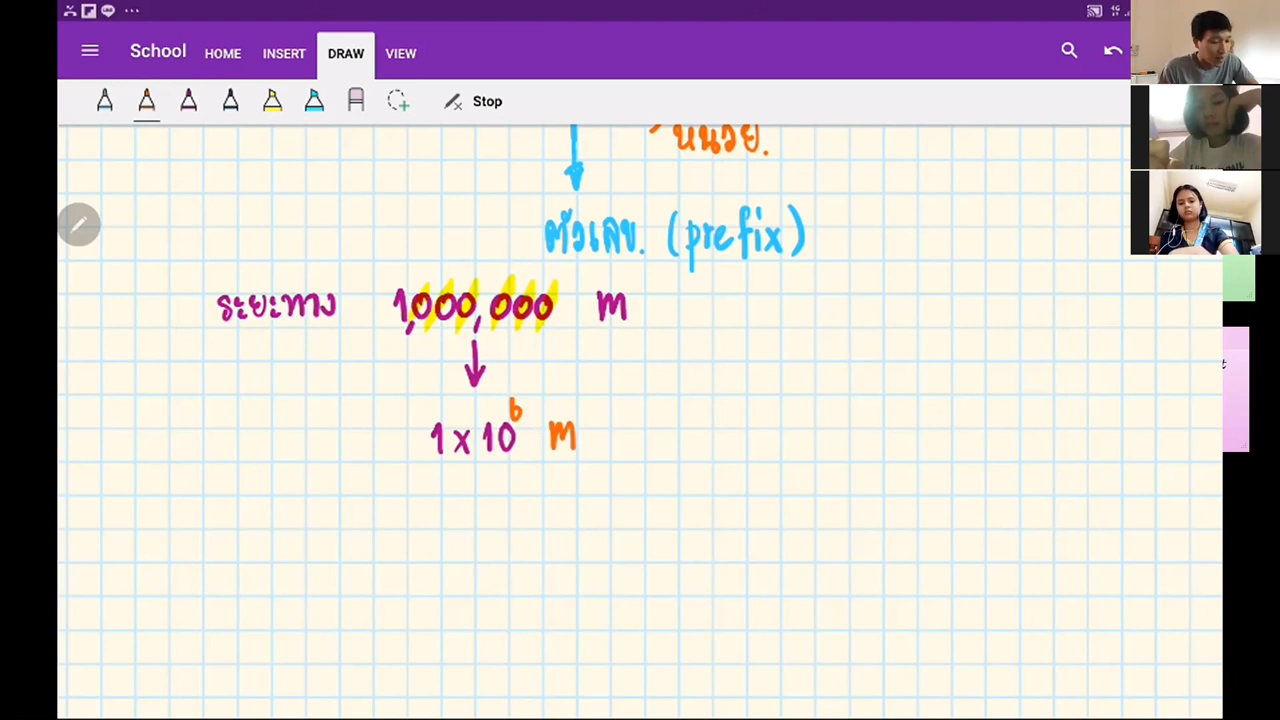 School HOME INSERT DRAW VIEW
Stop
หน่วย.
ตัวเลข. (prefix)
ระยะทาง 1,000,000 m
1 x 10⁶ m